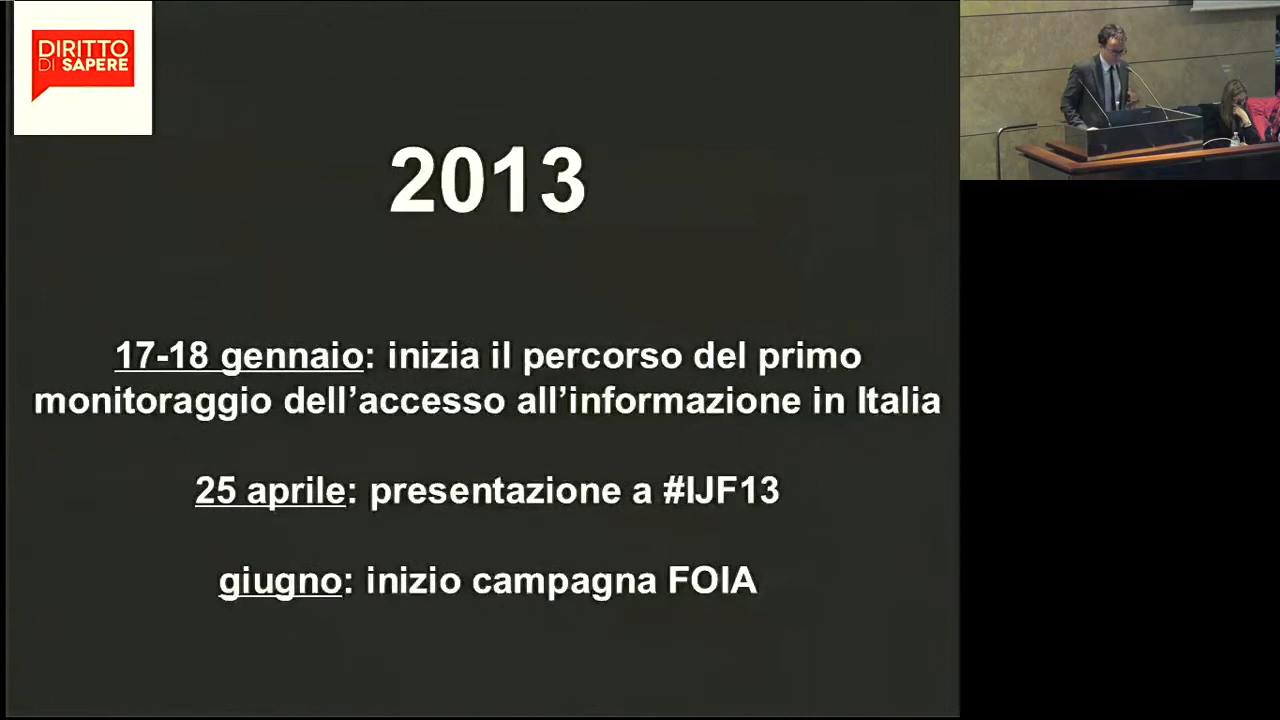 DIRITTO
DI SAPERE
2013
17-18 gennaio: inizia il percorso del primo
monitoraggio dell’accesso all’informazione in Italia
25 aprile: presentazione a #IJF13
giugno: inizio campagna FOIA